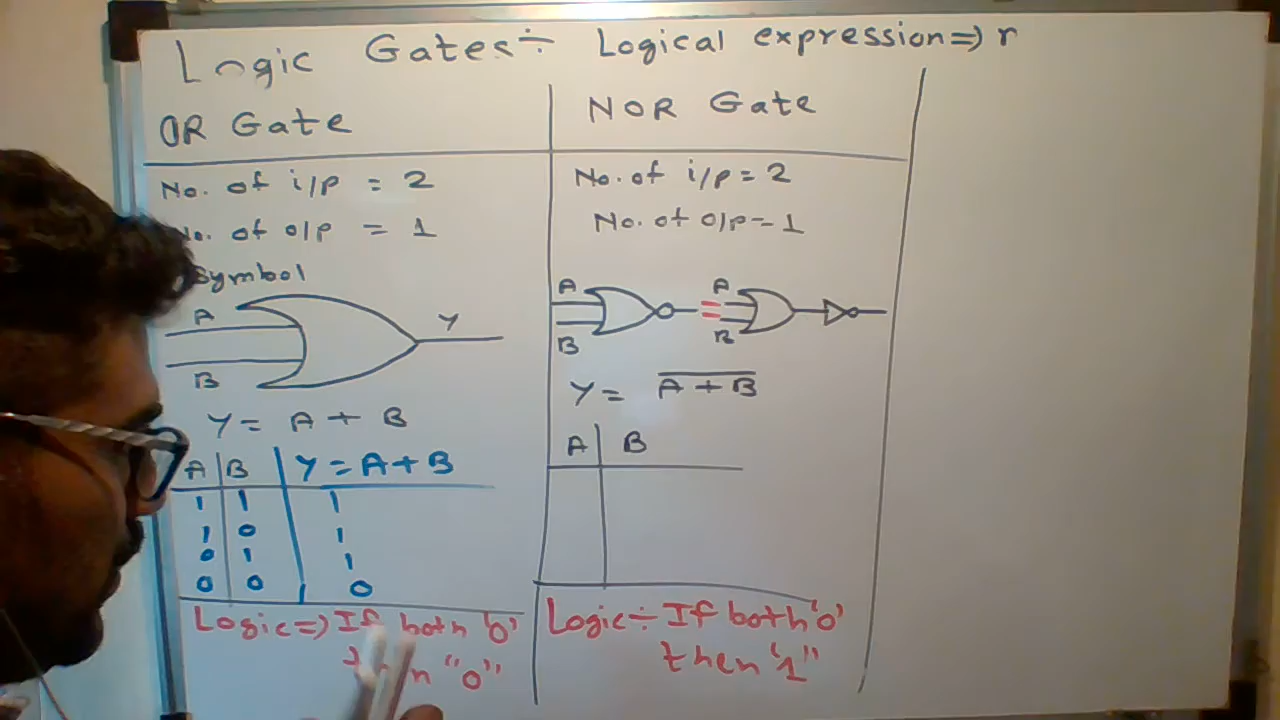 Logic Gates÷ Logical expression=> r
OR Gate
No. of i/p = 2
No. of o/p = 1
Symbol
A
Y
B
Y = A + B
A B Y = A + B
1 1 1
1 0 1
0 1 1
0 0 0
Logic=> If both '0'
then "0"
NOR Gate
No. of i/p = 2
No. of o/p = 1
A = A
B B
Y = \overline{A + B}
A B
Logic÷ If both '0'
then '1"